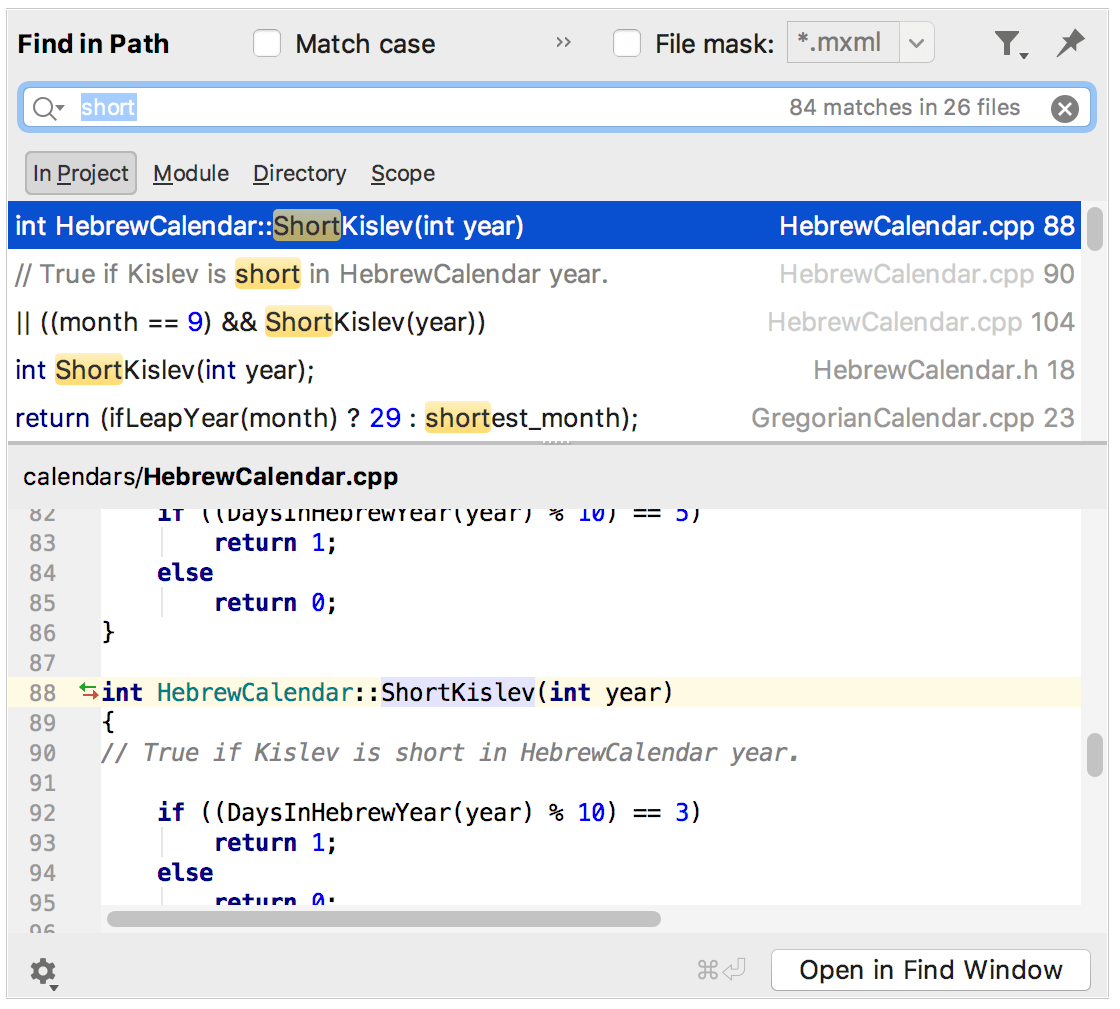 Find in Path Match case » File mask: *.mxml
short 84 matches in 26 files
In Project Module Directory Scope
int HebrewCalendar::ShortKislev(int year) HebrewCalendar.cpp 88
// True if Kislev is short in HebrewCalendar year. HebrewCalendar.cpp 90
|| ((month == 9) && ShortKislev(year)) HebrewCalendar.cpp 104
int ShortKislev(int year); HebrewCalendar.h 18
return (ifLeapYear(month) ? 29 : shortest_month); GregorianCalendar.cpp 23
calendars/HebrewCalendar.cpp
82 if ((DaysInHebrewYear(year) % 10) == 5)
83 return 1;
84 else
85 return 0;
86 }
87
88 int HebrewCalendar::ShortKislev(int year)
89 {
90 // True if Kislev is short in HebrewCalendar year.
91
92 if ((DaysInHebrewYear(year) % 10) == 3)
93 return 1;
94 else
95 return 0;
96
⌘⏎ Open in Find Window